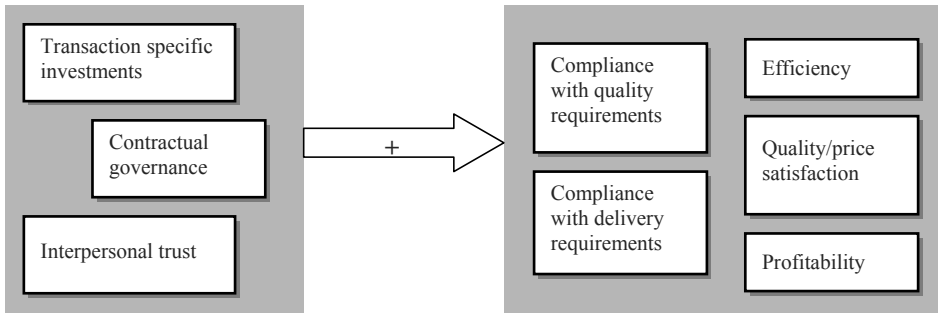 Transaction specific
investments
Contractual
governance
Interpersonal trust
+
Compliance
with quality
requirements
Compliance
with delivery
requirements
Efficiency
Quality/price
satisfaction
Profitability